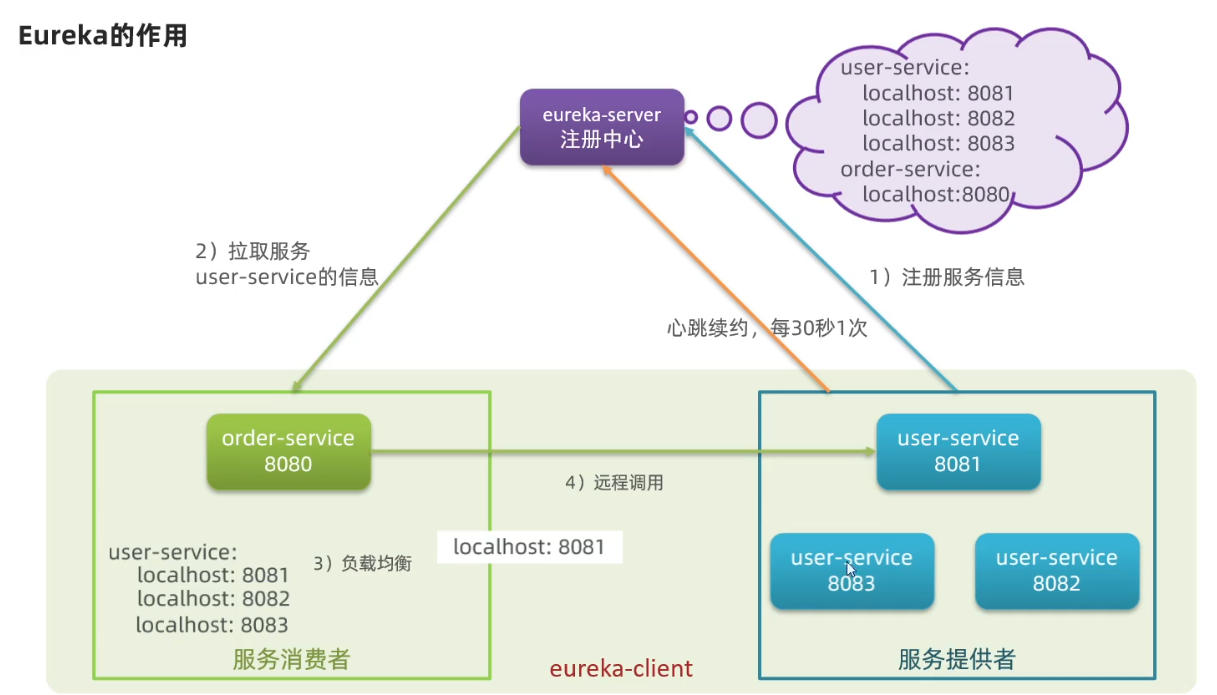 Eureka的作用
eureka-server
注册中心
user-service:
localhost: 8081
localhost: 8082
localhost: 8083
order-service:
localhost:8080
2）拉取服务
user-service的信息
1）注册服务信息
心跳续约，每30秒1次
order-service
8080
user-service
8081
4）远程调用
user-service:
localhost: 8081
localhost: 8082
localhost: 8083
3）负载均衡
localhost: 8081
user-service
8083
user-service
8082
服务消费者
eureka-client
服务提供者